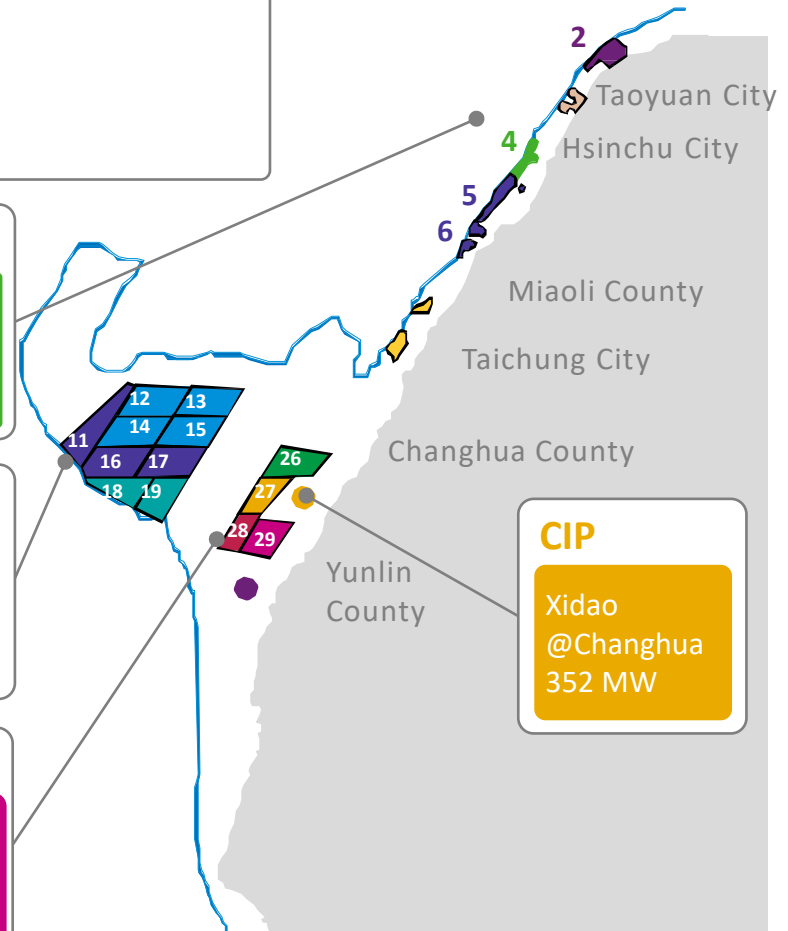 2
Taoyuan City
4
Hsinchu City
5
6
Miaoli County
Taichung City
12
13
14
15
11
16
17
18
19
Changhua County
26
27
28
29
Yunlin
County
CIP
Xidao
@Changhua
352 MW